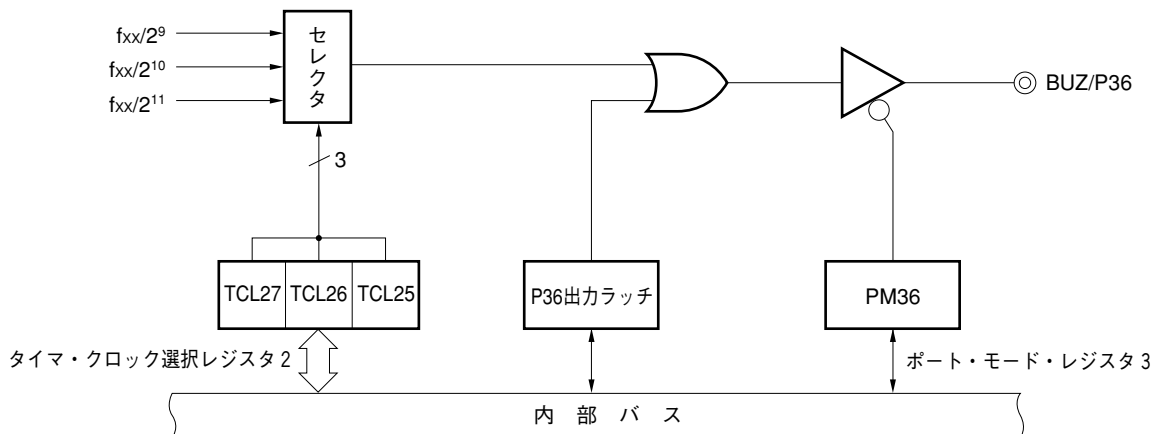 fxx/2⁹
fxx/2¹⁰
fxx/2¹¹
セレクタ
BUZ/P36
3
TCL27 TCL26 TCL25
P36出力ラッチ
PM36
タイマ・クロック選択レジスタ2
ポート・モード・レジスタ3
内 部 バ ス